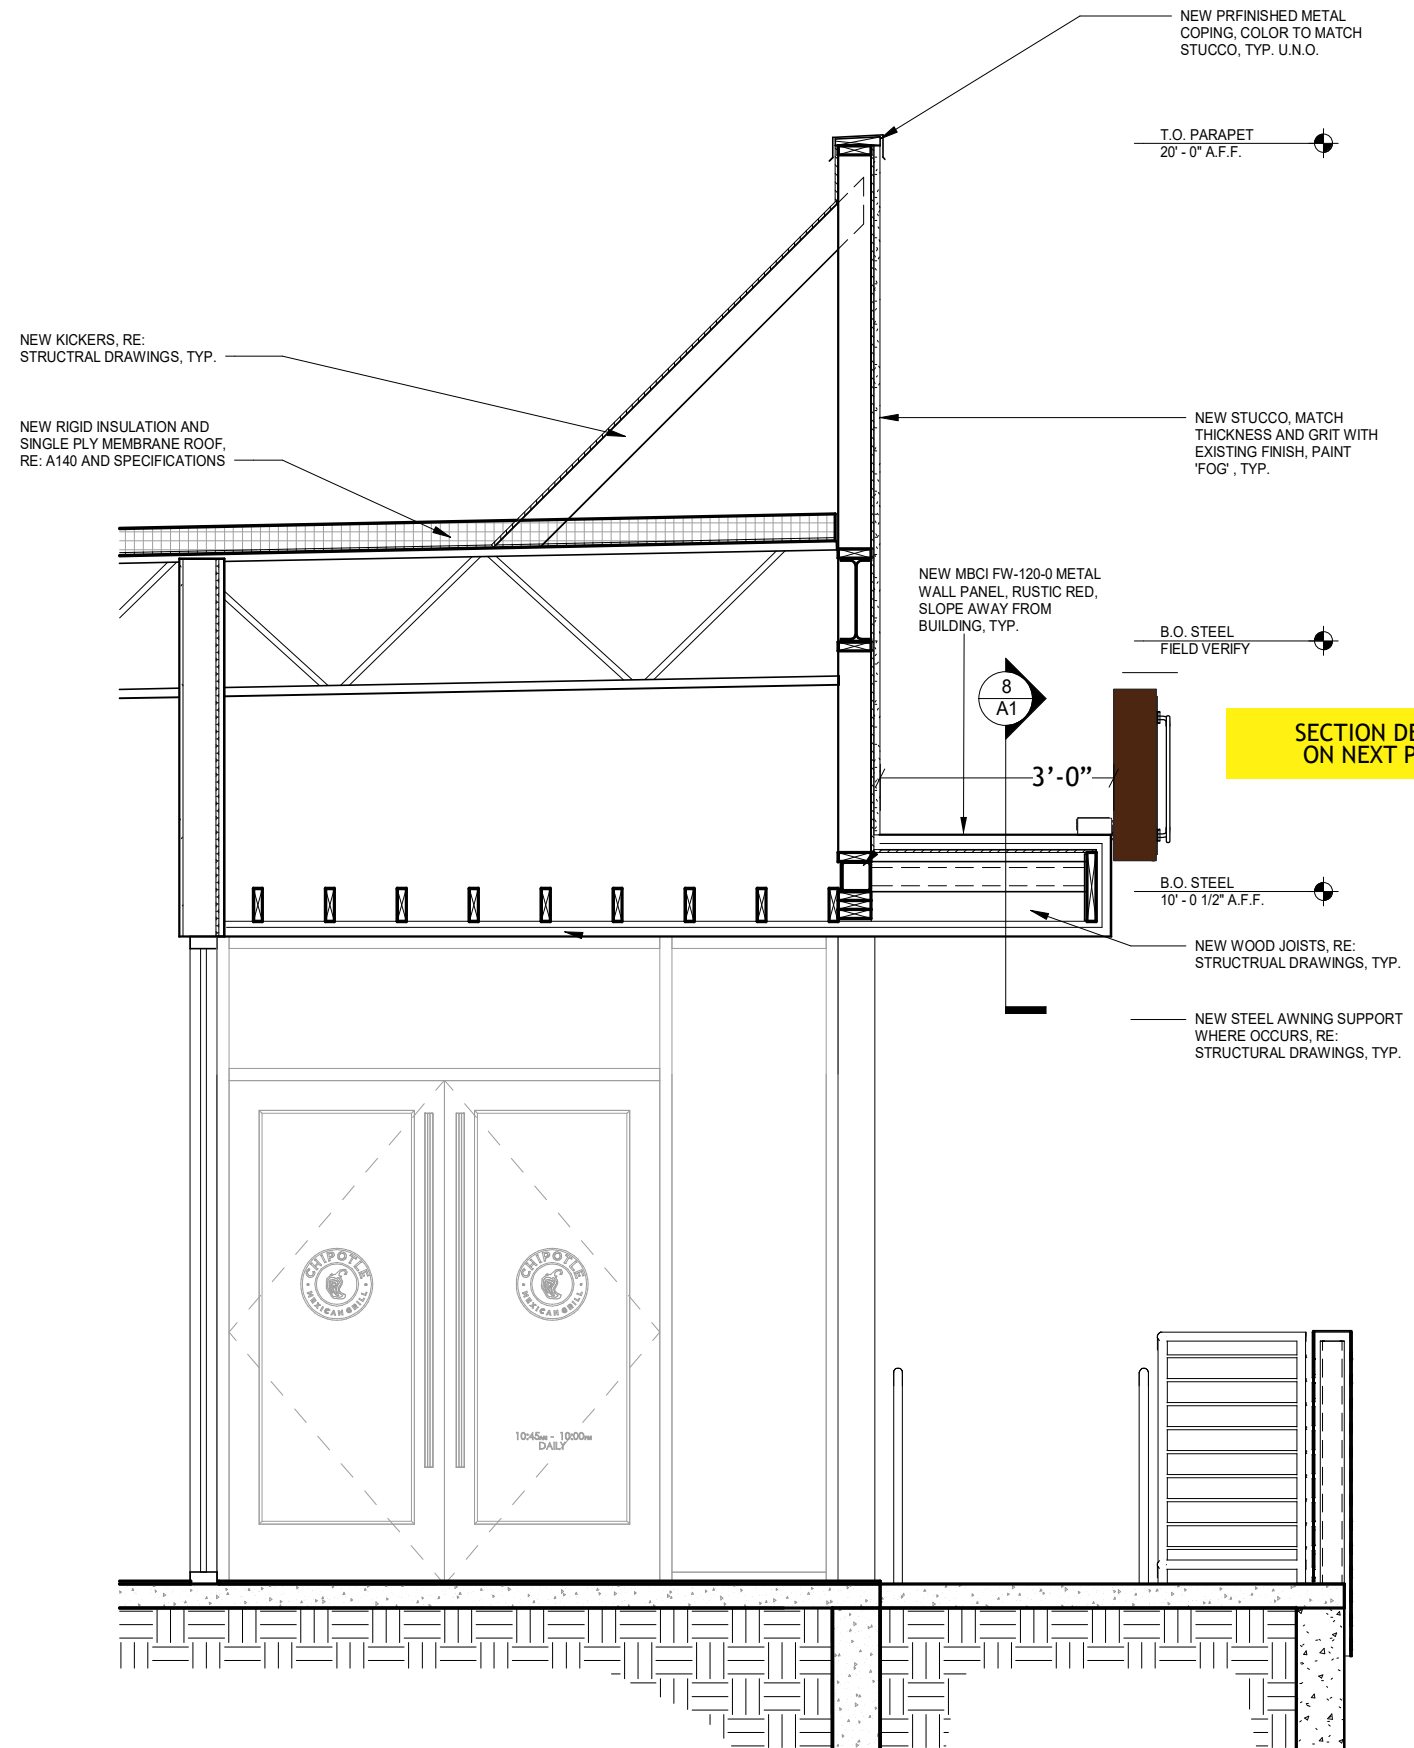 NEW PRFINISHED METAL
COPING, COLOR TO MATCH
STUCCO, TYP. U.N.O.
T.O. PARAPET
20' - 0" A.F.F.
NEW KICKERS, RE:
STRUCTRAL DRAWINGS, TYP.
NEW RIGID INSULATION AND
SINGLE PLY MEMBRANE ROOF,
RE: A140 AND SPECIFICATIONS
NEW STUCCO, MATCH
THICKNESS AND GRIT WITH
EXISTING FINISH, PAINT
'FOG' , TYP.
NEW MBCI FW-120-0 METAL
WALL PANEL, RUSTIC RED,
SLOPE AWAY FROM
BUILDING, TYP.
B.O. STEEL
FIELD VERIFY
8
A1
SECTION DE
ON NEXT P
3'-0”
B.O. STEEL
10' - 0 1/2" A.F.F.
NEW WOOD JOISTS, RE:
STRUCTRUAL DRAWINGS, TYP.
NEW STEEL AWNING SUPPORT
WHERE OCCURS, RE:
STRUCTURAL DRAWINGS, TYP.
CHIPOTLE
MEXICAN GRILL
CHIPOTLE
MEXICAN GRILL
10:45AM - 10:00PM
DAILY